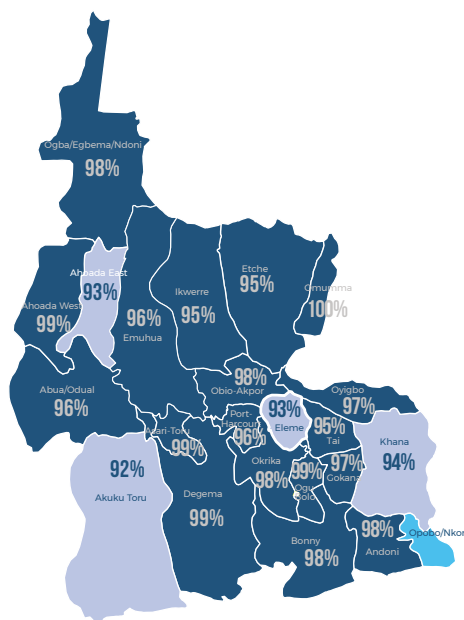 Ogba/Egbema/Ndoni
98%
Ahoada East
93%
Etche
95%
Omumma
100%
Ikwerre
95%
Ahoada West
99%
96%
Emuhua
Abua/Odual
96%
98%
Obio-Akpor
Oyigbo
97%
93%
Eleme
Port-
Harcourt
96%
95%
Tai
Asari-Toru
99%
Khana
94%
92%
Akuku Toru
Okrika
98%
99%
Ogu
Bolo
97%
Gokana
Degema
99%
98%
Andoni
Opobo/Nkor
Bonny
98%